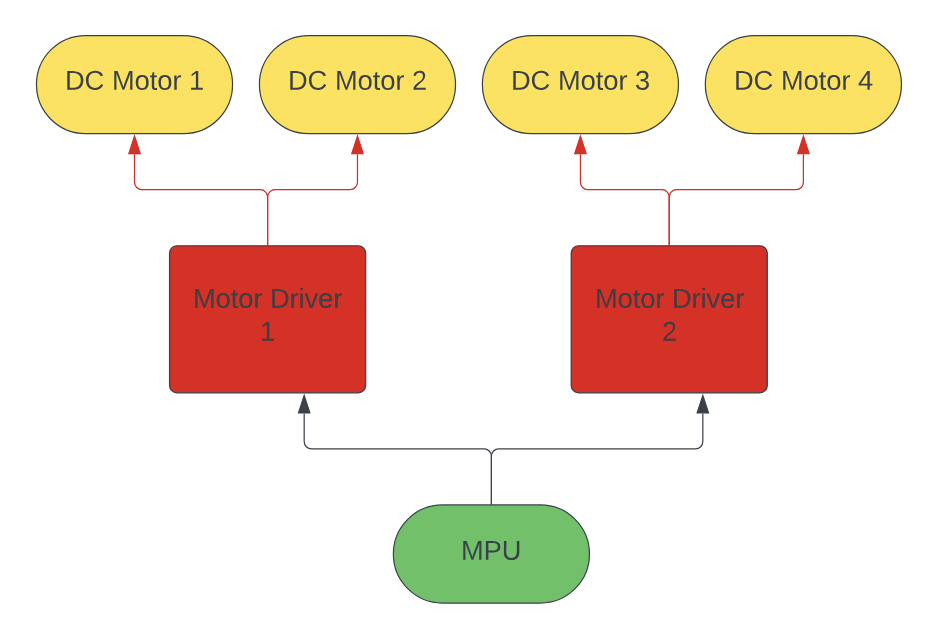 DC Motor 1
DC Motor 2
DC Motor 3
DC Motor 4
Motor Driver
1
Motor Driver
2
MPU